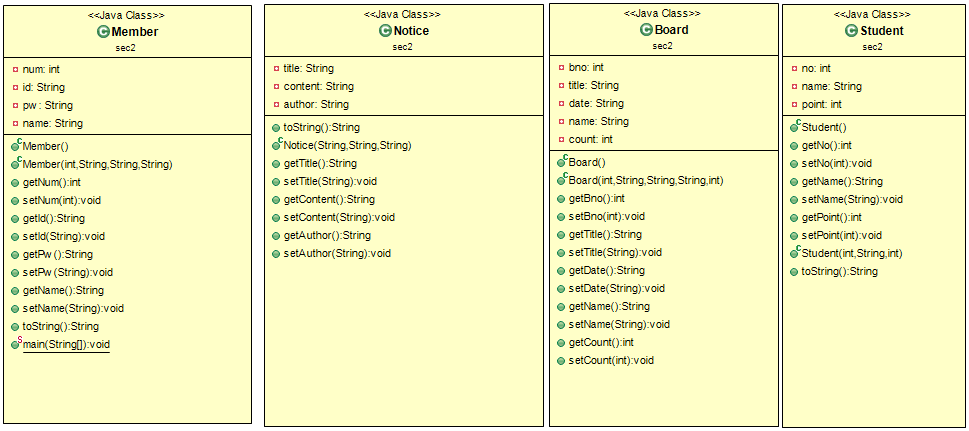 <<Java Class>>
Member
sec2
num: int
id: String
pw : String
name: String
Member()
Member(int,String,String,String)
getNum():int
setNum(int):void
getId():String
setId(String):void
getPw ():String
setPw (String):void
getName():String
setName(String):void
toString():String
main(String[]):void
<<Java Class>>
Notice
sec2
title: String
content: String
author: String
toString():String
Notice(String,String,String)
getTitle():String
setTitle(String):void
getContent():String
setContent(String):void
getAuthor():String
setAuthor(String):void
<<Java Class>>
Board
sec2
bno: int
title: String
date: String
name: String
count: int
Board()
Board(int,String,String,String,int)
getBno():int
setBno(int):void
getTitle():String
setTitle(String):void
getDate():String
setDate(String):void
getName():String
setName(String):void
getCount():int
setCount(int):void
<<Java Class>>
Student
sec2
no: int
name: String
point: int
Student()
getNo():int
setNo(int):void
getName():String
setName(String):void
getPoint():int
setPoint(int):void
Student(int,String,int)
toString():String